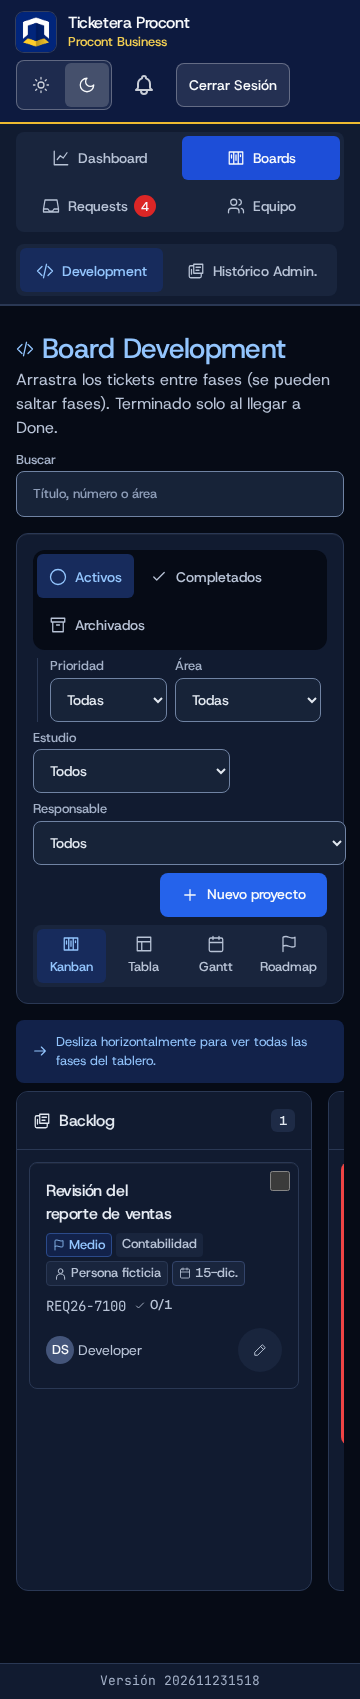 Ticketera Procont
Procont Business
Cerrar Sesión
Dashboard
Boards
Requests 4
Equipo
Development
Histórico Admin.
Board Development
Arrastra los tickets entre fases (se pueden
saltar fases). Terminado solo al llegar a
Done.
Buscar
Título, número o área
Activos
Completados
Archivados
Prioridad
Área
Todas
Todas
Estudio
Todos
Responsable
Todos
Nuevo proyecto
Kanban
Tabla
Gantt
Roadmap
Desliza horizontalmente para ver todas las
fases del tablero.
Backlog
1
Revisión del
reporte de ventas
Medio
Contabilidad
Persona ficticia
15-dic.
REQ26-7100
0/1
DS
Developer
Versión 202611231518